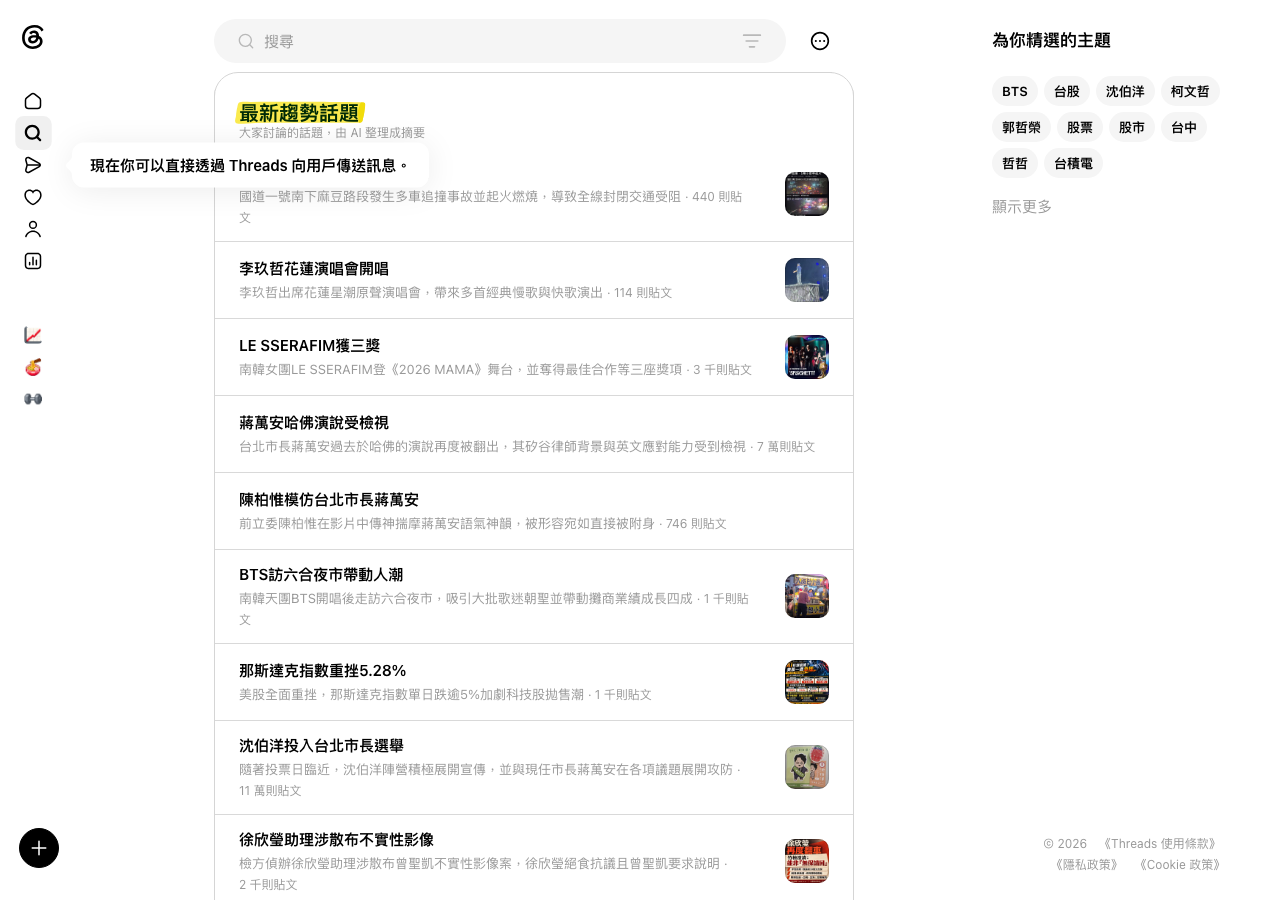 搜尋
最新趨勢話題
大家討論的話題，由 AI 整理成摘要
現在你可以直接透過 Threads 向用戶傳送訊息。
國道一號南下麻豆路段發生多車追撞事故並起火燃燒，導致全線封閉交通受阻 · 440 則貼
文
李玖哲花蓮演唱會開唱
李玖哲出席花蓮星潮原聲演唱會，帶來多首經典慢歌與快歌演出 · 114 則貼文
LE SSERAFIM獲三獎
南韓女團LE SSERAFIM登《2026 MAMA》舞台，並奪得最佳合作等三座獎項 · 3 千則貼文
蔣萬安哈佛演說受檢視
台北市長蔣萬安過去於哈佛的演說再度被翻出，其矽谷律師背景與英文應對能力受到檢視 · 7 萬則貼文
陳柏惟模仿台北市長蔣萬安
前立委陳柏惟在影片中傳神揣摩蔣萬安語氣神韻，被形容宛如直接被附身 · 746 則貼文
BTS訪六合夜市帶動人潮
南韓天團BTS開唱後走訪六合夜市，吸引大批歌迷朝聖並帶動攤商業績成長四成 · 1 千則貼
文
那斯達克指數重挫5.28%
美股全面重挫，那斯達克指數單日跌逾5%加劇科技股拋售潮 · 1 千則貼文
沈伯洋投入台北市長選舉
隨著投票日臨近，沈伯洋陣營積極展開宣傳，並與現任市長蔣萬安在各項議題展開攻防 ·
11 萬則貼文
徐欣瑩助理涉散布不實性影像
檢方偵辦徐欣瑩助理涉散布曾聖凱不實性影像案，徐欣瑩絕食抗議且曾聖凱要求說明 ·
2 千則貼文
為你精選的主題
BTS 台股 沈伯洋 柯文哲
郭哲榮 股票 股市 台中
哲哲 台積電
顯示更多
© 2026 《Threads 使用條款》
《隱私政策》 《Cookie 政策》